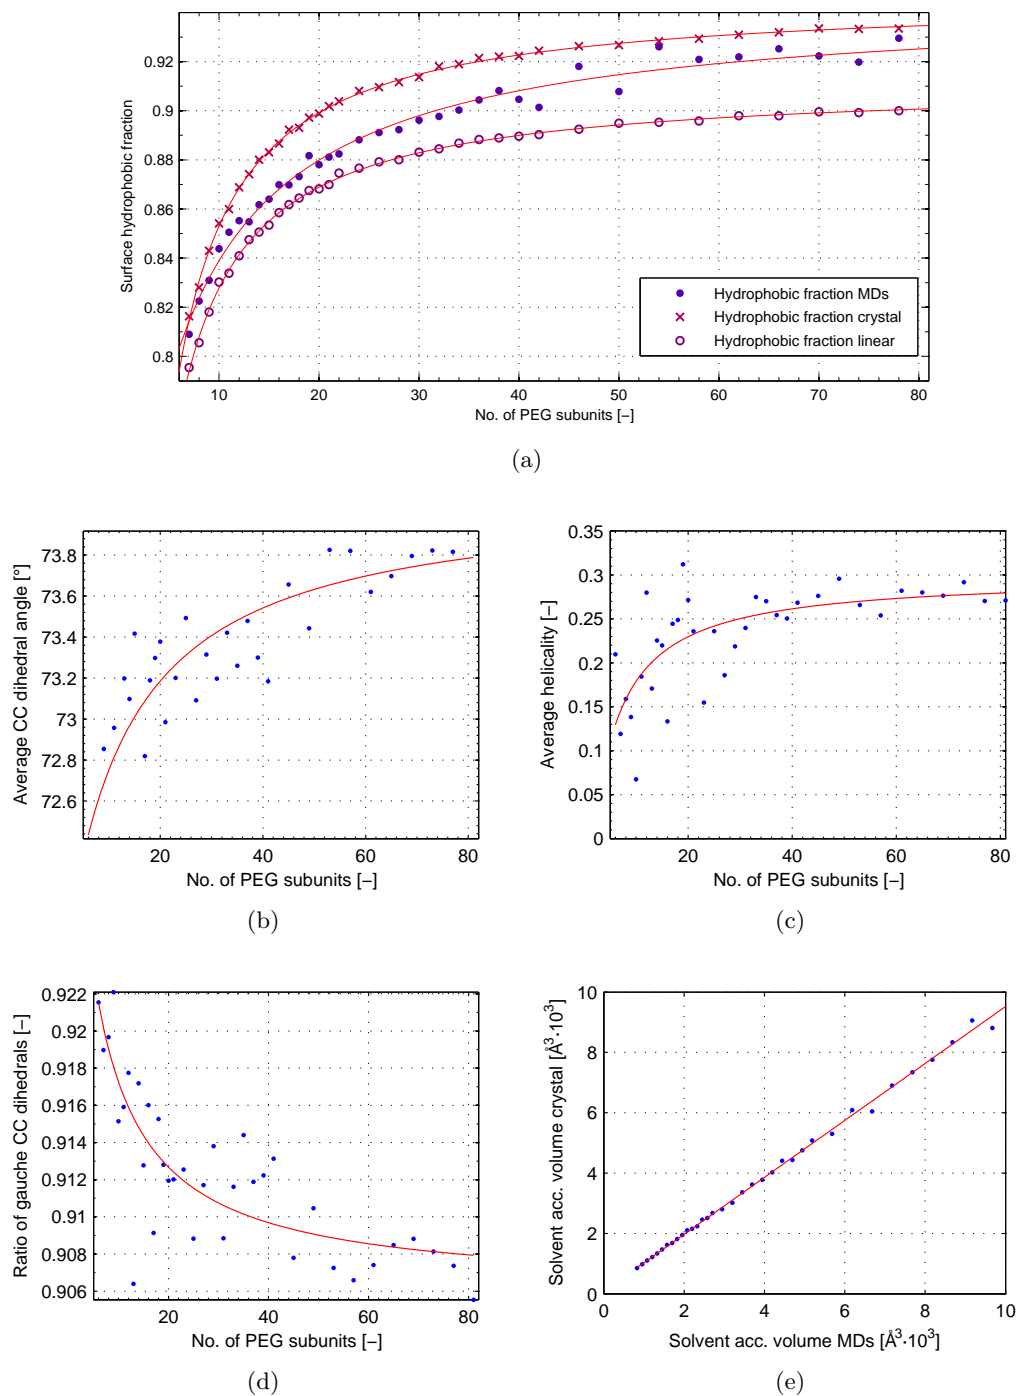 0.92
0.9
0.88
0.86
0.84
0.82
0.8
Surface hydrophobic fraction
Hydrophobic fraction MDs
Hydrophobic fraction crystal
Hydrophobic fraction linear
10 20 30 40 50 60 70 80
No. of PEG subunits [−]
(a)
73.8
73.6
73.4
73.2
73
72.8
72.6
Average CC dihedral angle [°]
20 40 60 80
No. of PEG subunits [−]
(b)
0.35
0.3
0.25
0.2
0.15
0.1
0.05
0
Average helicality [−]
20 40 60 80
No. of PEG subunits [−]
(c)
0.922
0.92
0.918
0.916
0.914
0.912
0.91
0.908
0.906
Ratio of gauche CC dihedrals [−]
20 40 60 80
No. of PEG subunits [−]
(d)
10
8
6
4
2
0
Solvent acc. volume crystal [Å³·10³]
0 2 4 6 8 10
Solvent acc. volume MDs [Å³·10³]
(e)